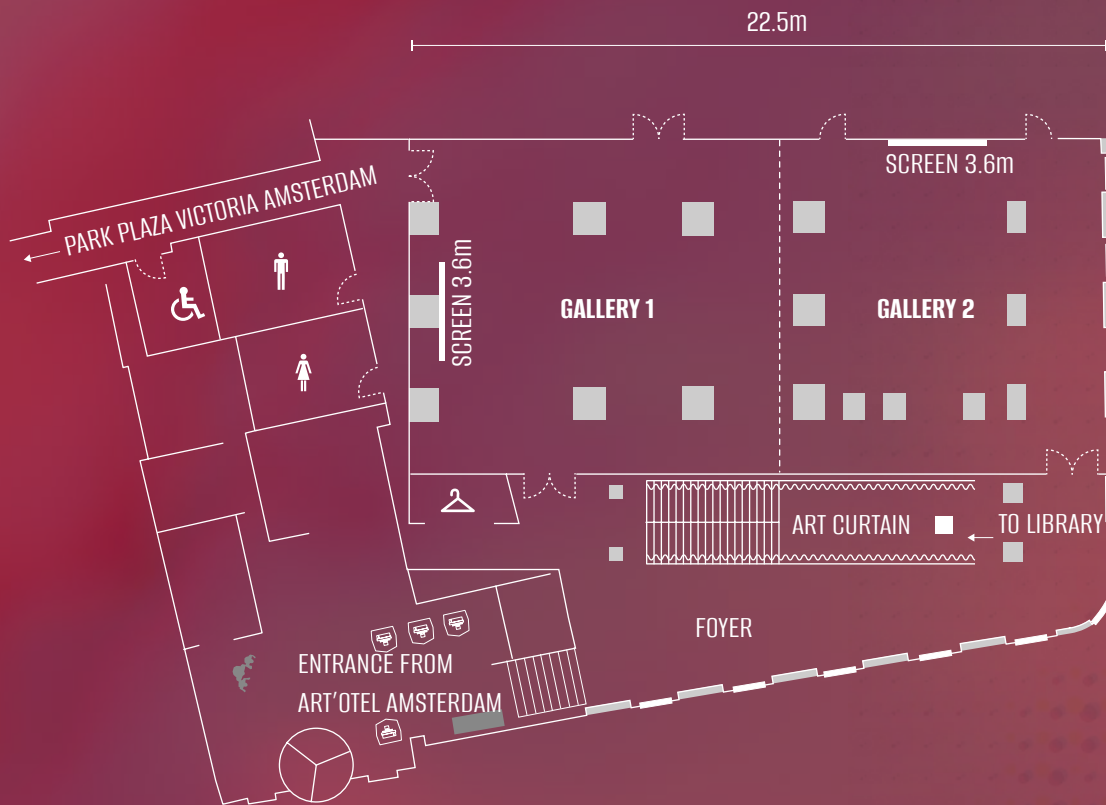 22.5m
SCREEN 3.6m
PARK PLAZA VICTORIA AMSTERDAM
SCREEN 3.6m
GALLERY 1
GALLERY 2
ART CURTAIN
TO LIBRARY
FOYER
ENTRANCE FROM
ART'OTEL AMSTERDAM